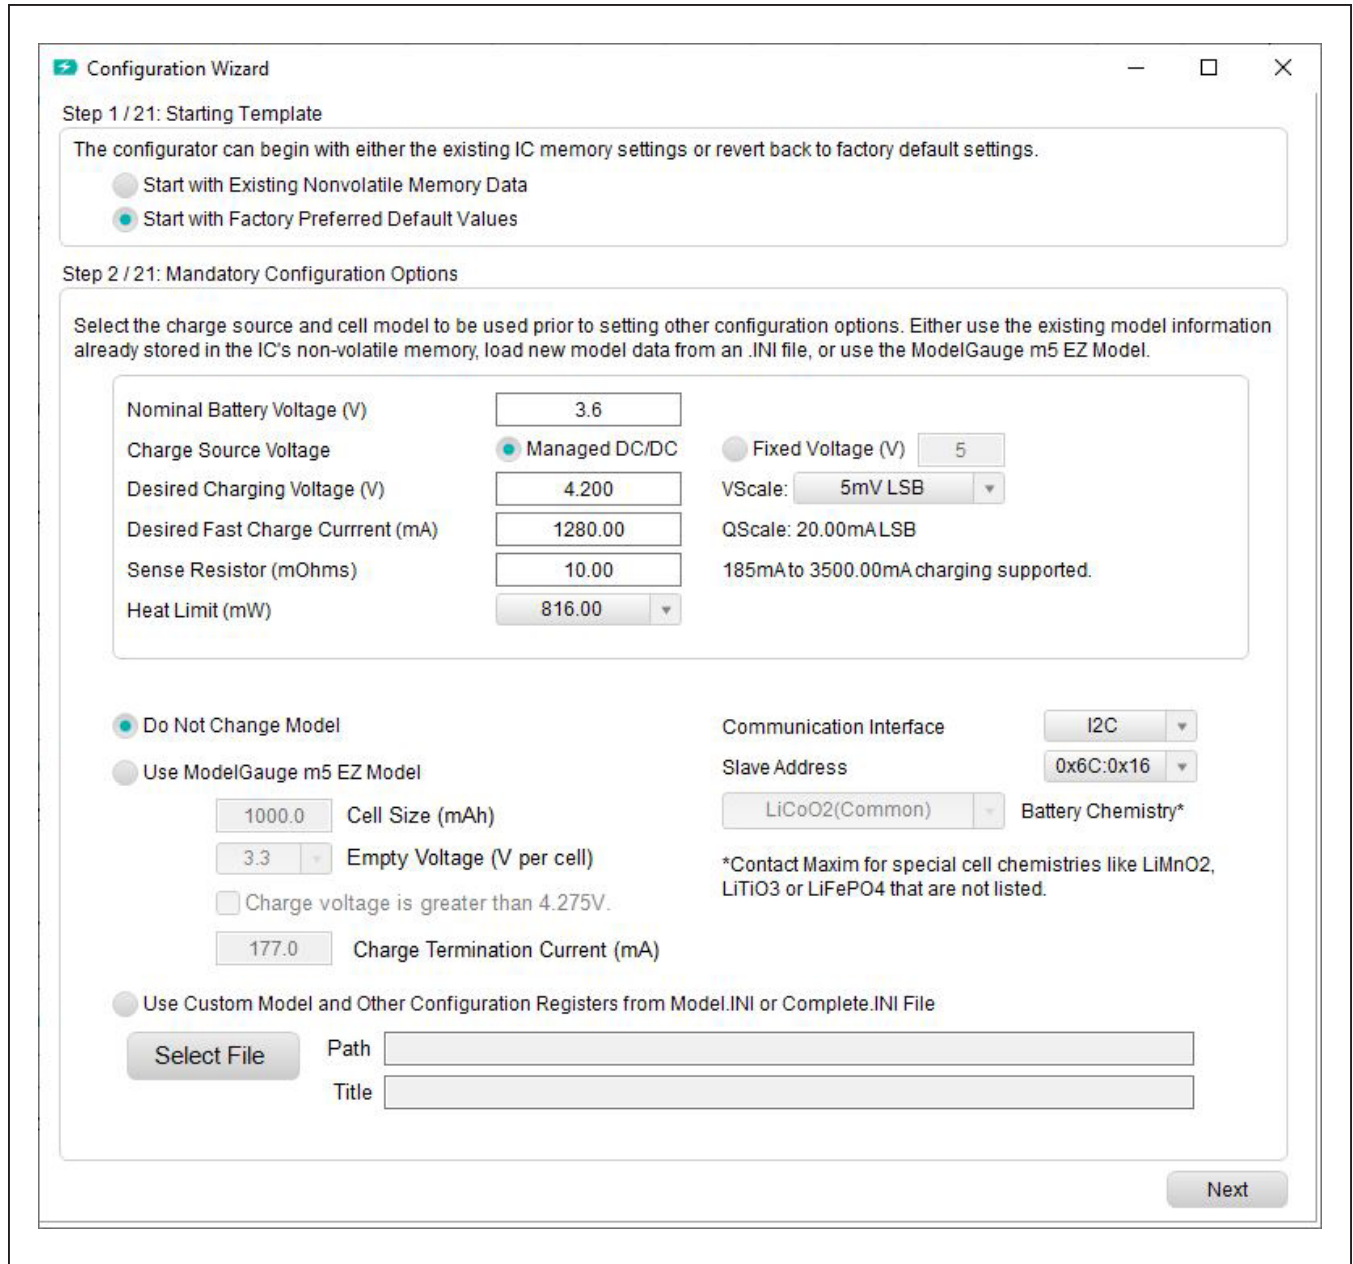 Configuration Wizard
Step 1 / 21: Starting Template
The configurator can begin with either the existing IC memory settings or revert back to factory default settings.
Start with Existing Nonvolatile Memory Data
Start with Factory Preferred Default Values
Step 2 / 21: Mandatory Configuration Options
Select the charge source and cell model to be used prior to setting other configuration options. Either use the existing model information
already stored in the IC's non-volatile memory, load new model data from an .INI file, or use the ModelGauge m5 EZ Model.
Nominal Battery Voltage (V) 3.6
Charge Source Voltage Managed DC/DC Fixed Voltage (V) 5
Desired Charging Voltage (V) 4.200 VScale: 5mV LSB
Desired Fast Charge Currrent (mA) 1280.00 QScale: 20.00mA LSB
Sense Resistor (mOhms) 10.00 185mA to 3500.00mA charging supported.
Heat Limit (mW) 816.00
Do Not Change Model Communication Interface I2C
Use ModelGauge m5 EZ Model Slave Address 0x6C:0x16
1000.0 Cell Size (mAh) LiCoO2(Common) Battery Chemistry*
3.3 Empty Voltage (V per cell) *Contact Maxim for special cell chemistries like LiMnO2,
LiTiO3 or LiFePO4 that are not listed.
Charge voltage is greater than 4.275V.
177.0 Charge Termination Current (mA)
Use Custom Model and Other Configuration Registers from Model.INI or Complete.INI File
Select File Path
Title
Next